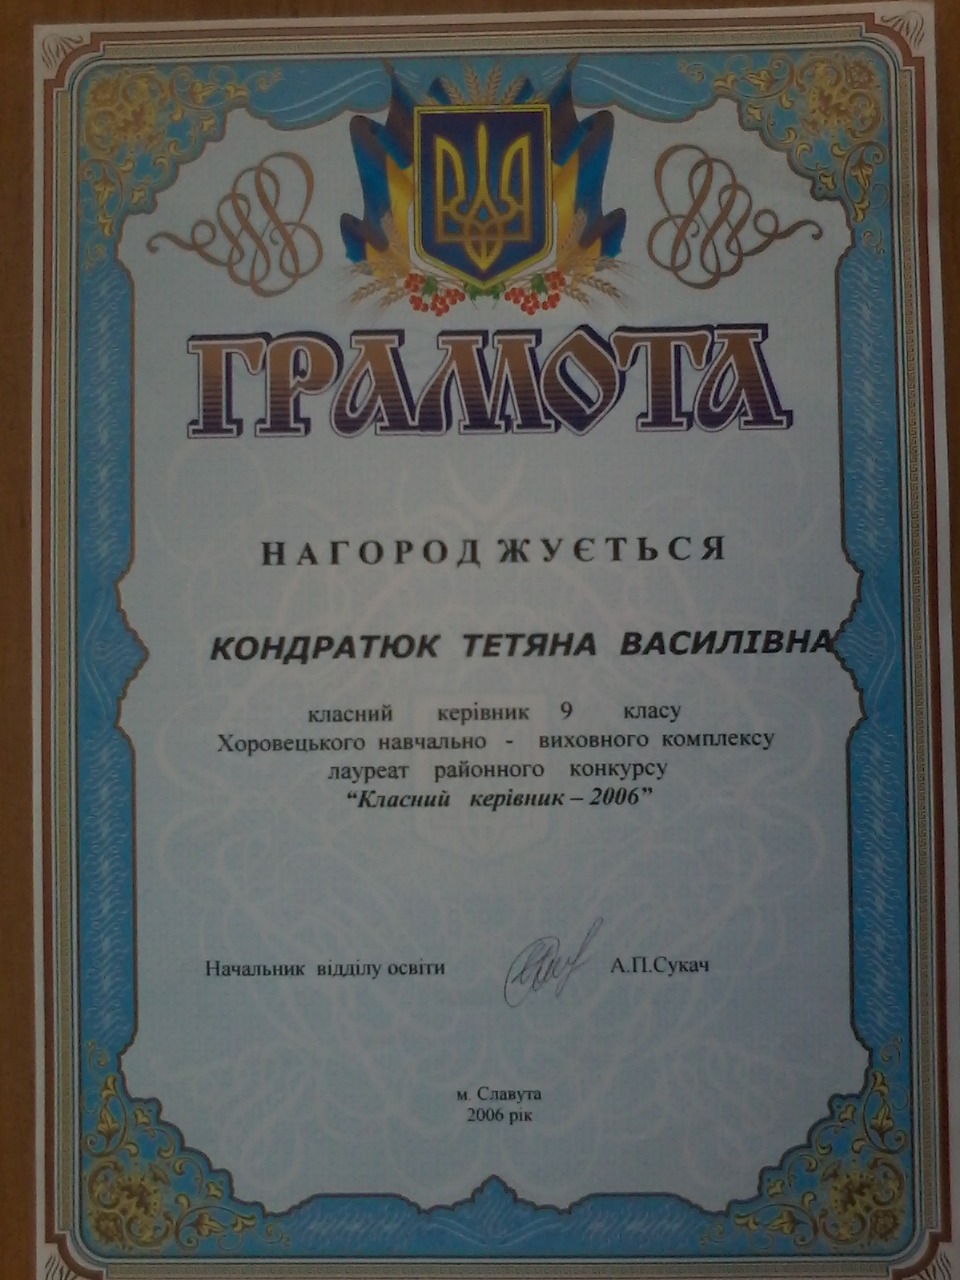 ГРАМОТА
НАГОРОДЖУЄТЬСЯ
КОНДРАТЮК ТЕТЯНА ВАСИЛІВНА
класний керівник 9 класу
Хоровецького навчально - виховного комплексу
лауреат районного конкурсу
“Класний керівник – 2006”
Начальник відділу освіти А.П.Сукач
м. Славута
2006 рік